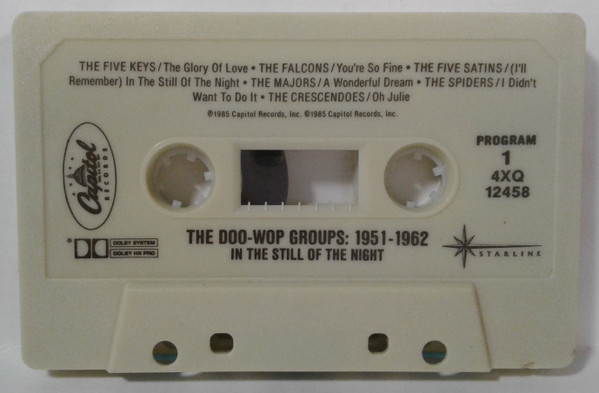 THE FIVE KEYS/The Glory Of Love • THE FALCONS/You're So Fine • THE FIVE SATINS/(I'll
Remember) In The Still Of The Night • THE MAJORS/A Wonderful Dream • THE SPIDERS/I Didn't
Want To Do It • THE CRESCENDOES/Oh Julie
℗1985 Capitol Records, Inc. ©1985 Capitol Records, Inc.
Capitol
RECORDS
PROGRAM
1
4XQ
12458
DOLBY SYSTEM
DOLBY HX PRO
THE DOO-WOP GROUPS: 1951-1962
IN THE STILL OF THE NIGHT
STARLINE